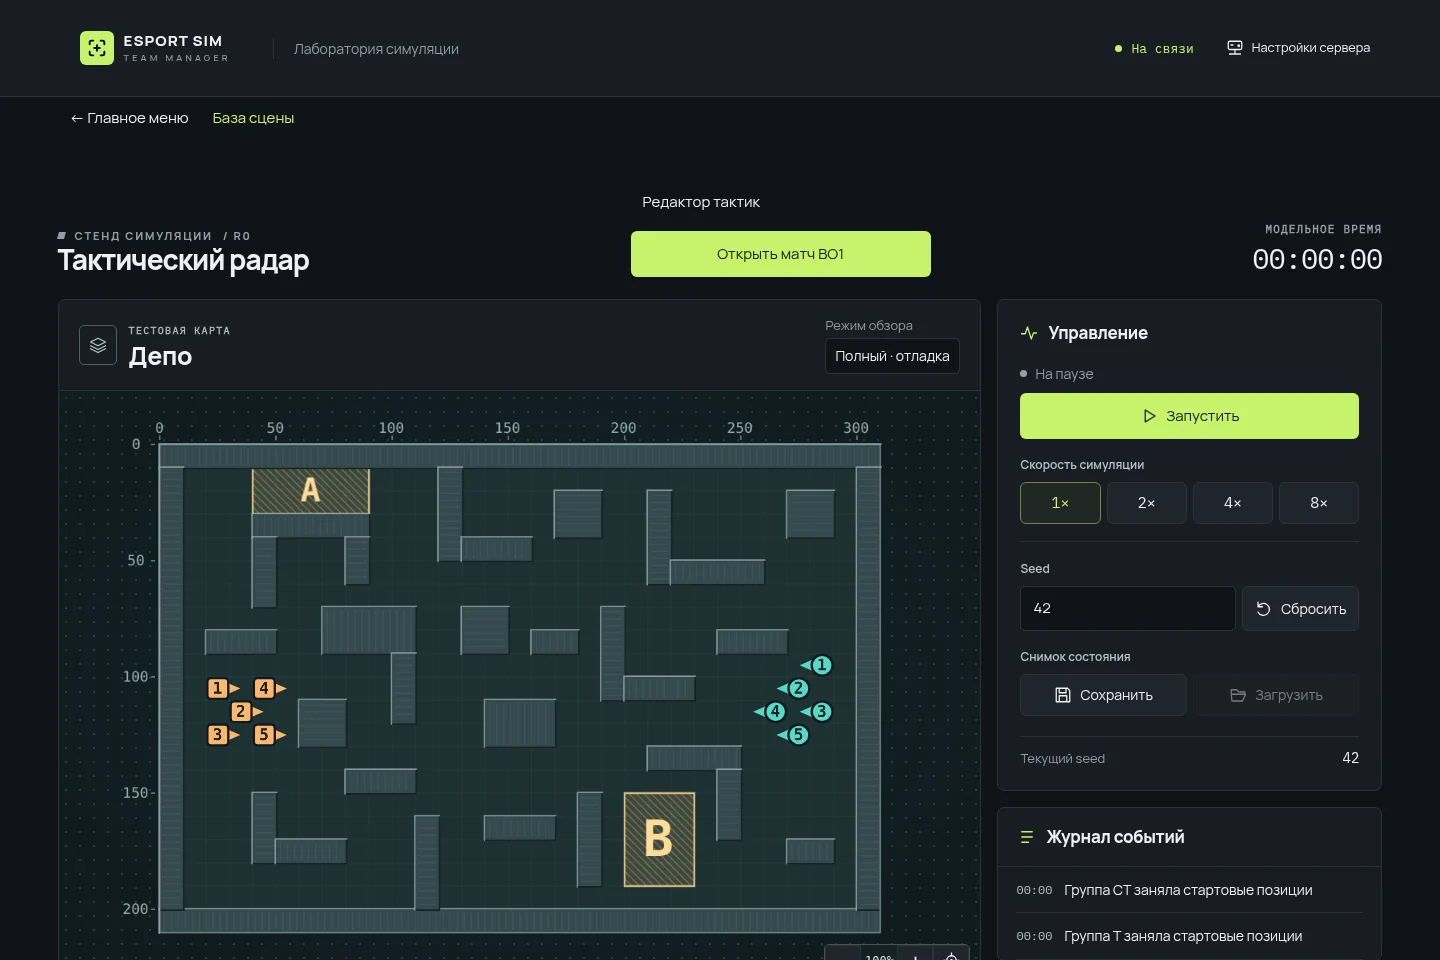 ESPORT SIM
TEAM MANAGER
Лаборатория симуляции
На связи
Настройки сервера
← Главное меню
База сцены
Редактор тактик
СТЕНД СИМУЛЯЦИИ / R0
Тактический радар
Открыть матч BO1
МОДЕЛЬНОЕ ВРЕМЯ
00:00:00
ТЕСТОВАЯ КАРТА
Депо
Режим обзора
Полный · отладка
0 50 100 150 200 250 300
0
50
100
150
200
A
B
1 4
2
3 5
1
2
4 3
5
100%
+
Управление
На паузе
Запустить
Скорость симуляции
1× 2× 4× 8×
Seed
42
Сбросить
Снимок состояния
Сохранить
Загрузить
Текущий seed
42
Журнал событий
00:00 Группа CT заняла стартовые позиции
00:00 Группа T заняла стартовые позиции